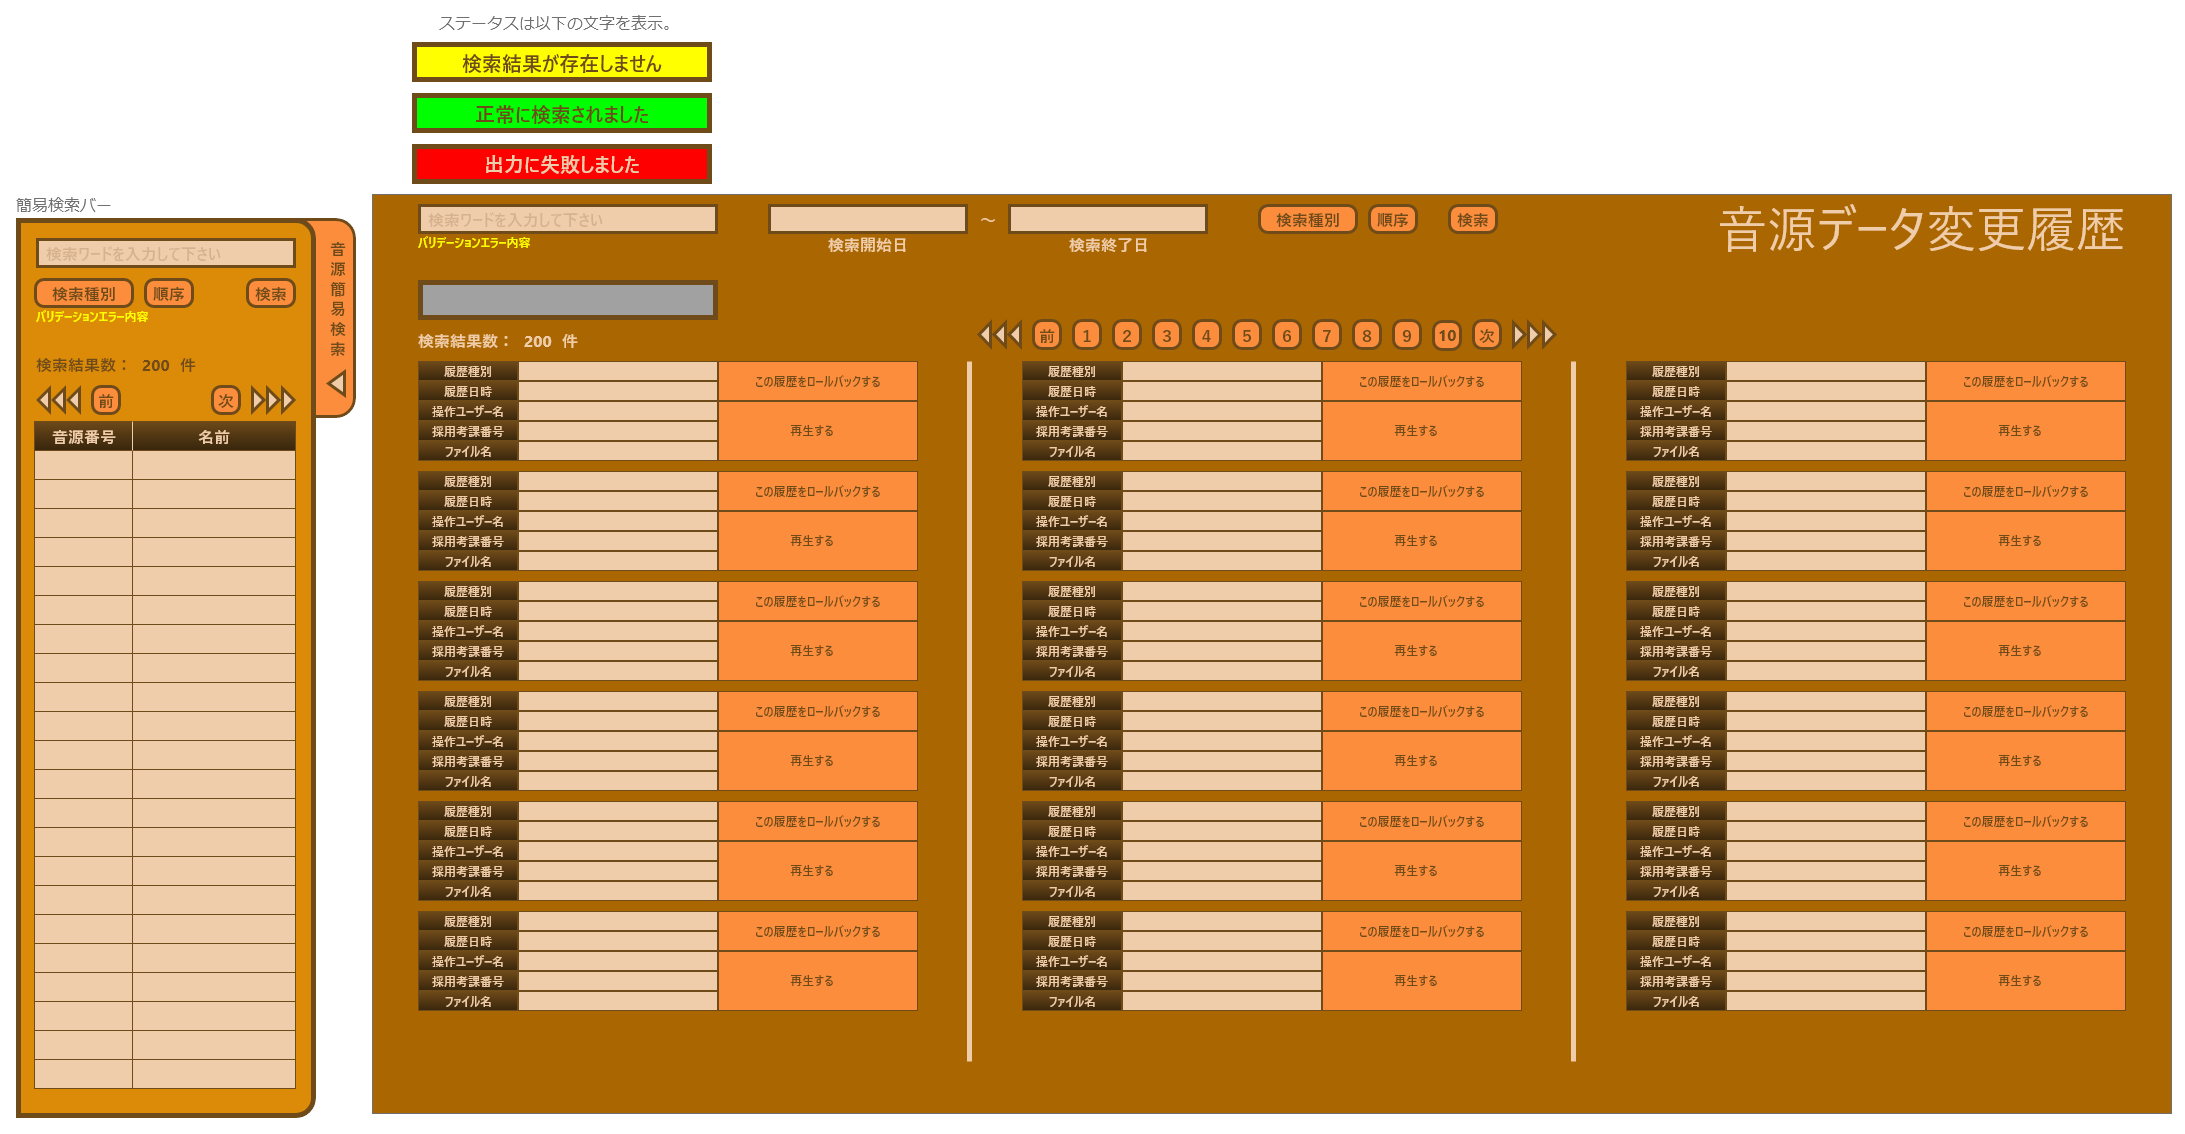 ステータスは以下の文字を表示。
検索結果が存在しません
正常に検索されました
出力に失敗しました
簡易検索バー
検索ワードを入力して下さい
検索種別
順序
検索
バリデーションエラー内容
検索結果数： 200 件
前
次
音源番号
名前
音源簡易検索
検索ワードを入力して下さい
バリデーションエラー内容
～
検索開始日
検索終了日
検索種別
順序
検索
音源データ変更履歴
検索結果数： 200 件
前 1 2 3 4 5 6 7 8 9 10 次
履歴種別
履歴日時
操作ユーザー名
採用考課番号
ファイル名
この履歴をロールバックする
再生する
履歴種別
履歴日時
操作ユーザー名
採用考課番号
ファイル名
この履歴をロールバックする
再生する
履歴種別
履歴日時
操作ユーザー名
採用考課番号
ファイル名
この履歴をロールバックする
再生する
履歴種別
履歴日時
操作ユーザー名
採用考課番号
ファイル名
この履歴をロールバックする
再生する
履歴種別
履歴日時
操作ユーザー名
採用考課番号
ファイル名
この履歴をロールバックする
再生する
履歴種別
履歴日時
操作ユーザー名
採用考課番号
ファイル名
この履歴をロールバックする
再生する
履歴種別
履歴日時
操作ユーザー名
採用考課番号
ファイル名
この履歴をロールバックする
再生する
履歴種別
履歴日時
操作ユーザー名
採用考課番号
ファイル名
この履歴をロールバックする
再生する
履歴種別
履歴日時
操作ユーザー名
採用考課番号
ファイル名
この履歴をロールバックする
再生する
履歴種別
履歴日時
操作ユーザー名
採用考課番号
ファイル名
この履歴をロールバックする
再生する
履歴種別
履歴日時
操作ユーザー名
採用考課番号
ファイル名
この履歴をロールバックする
再生する
履歴種別
履歴日時
操作ユーザー名
採用考課番号
ファイル名
この履歴をロールバックする
再生する
履歴種別
履歴日時
操作ユーザー名
採用考課番号
ファイル名
この履歴をロールバックする
再生する
履歴種別
履歴日時
操作ユーザー名
採用考課番号
ファイル名
この履歴をロールバックする
再生する
履歴種別
履歴日時
操作ユーザー名
採用考課番号
ファイル名
この履歴をロールバックする
再生する
履歴種別
履歴日時
操作ユーザー名
採用考課番号
ファイル名
この履歴をロールバックする
再生する
履歴種別
履歴日時
操作ユーザー名
採用考課番号
ファイル名
この履歴をロールバックする
再生する
履歴種別
履歴日時
操作ユーザー名
採用考課番号
ファイル名
この履歴をロールバックする
再生する